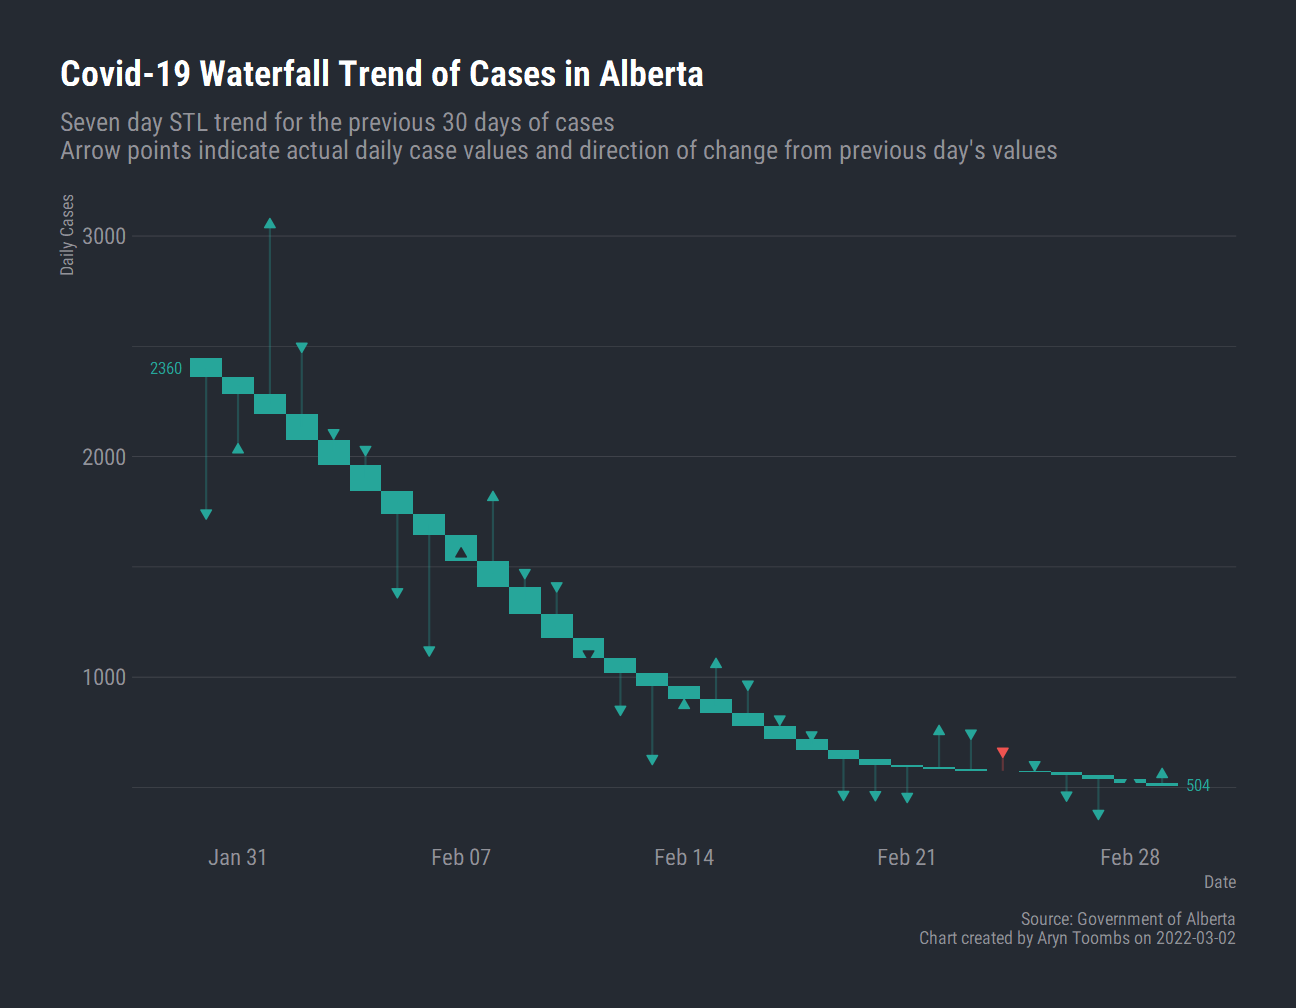 Covid-19 Waterfall Trend of Cases in Alberta
Seven day STL trend for the previous 30 days of cases
Arrow points indicate actual daily case values and direction of change from previous day's values
Daily Cases
3000
2000
1000
2360
504
Jan 31
Feb 07
Feb 14
Feb 21
Feb 28
Date
Source: Government of Alberta
Chart created by Aryn Toombs on 2022-03-02